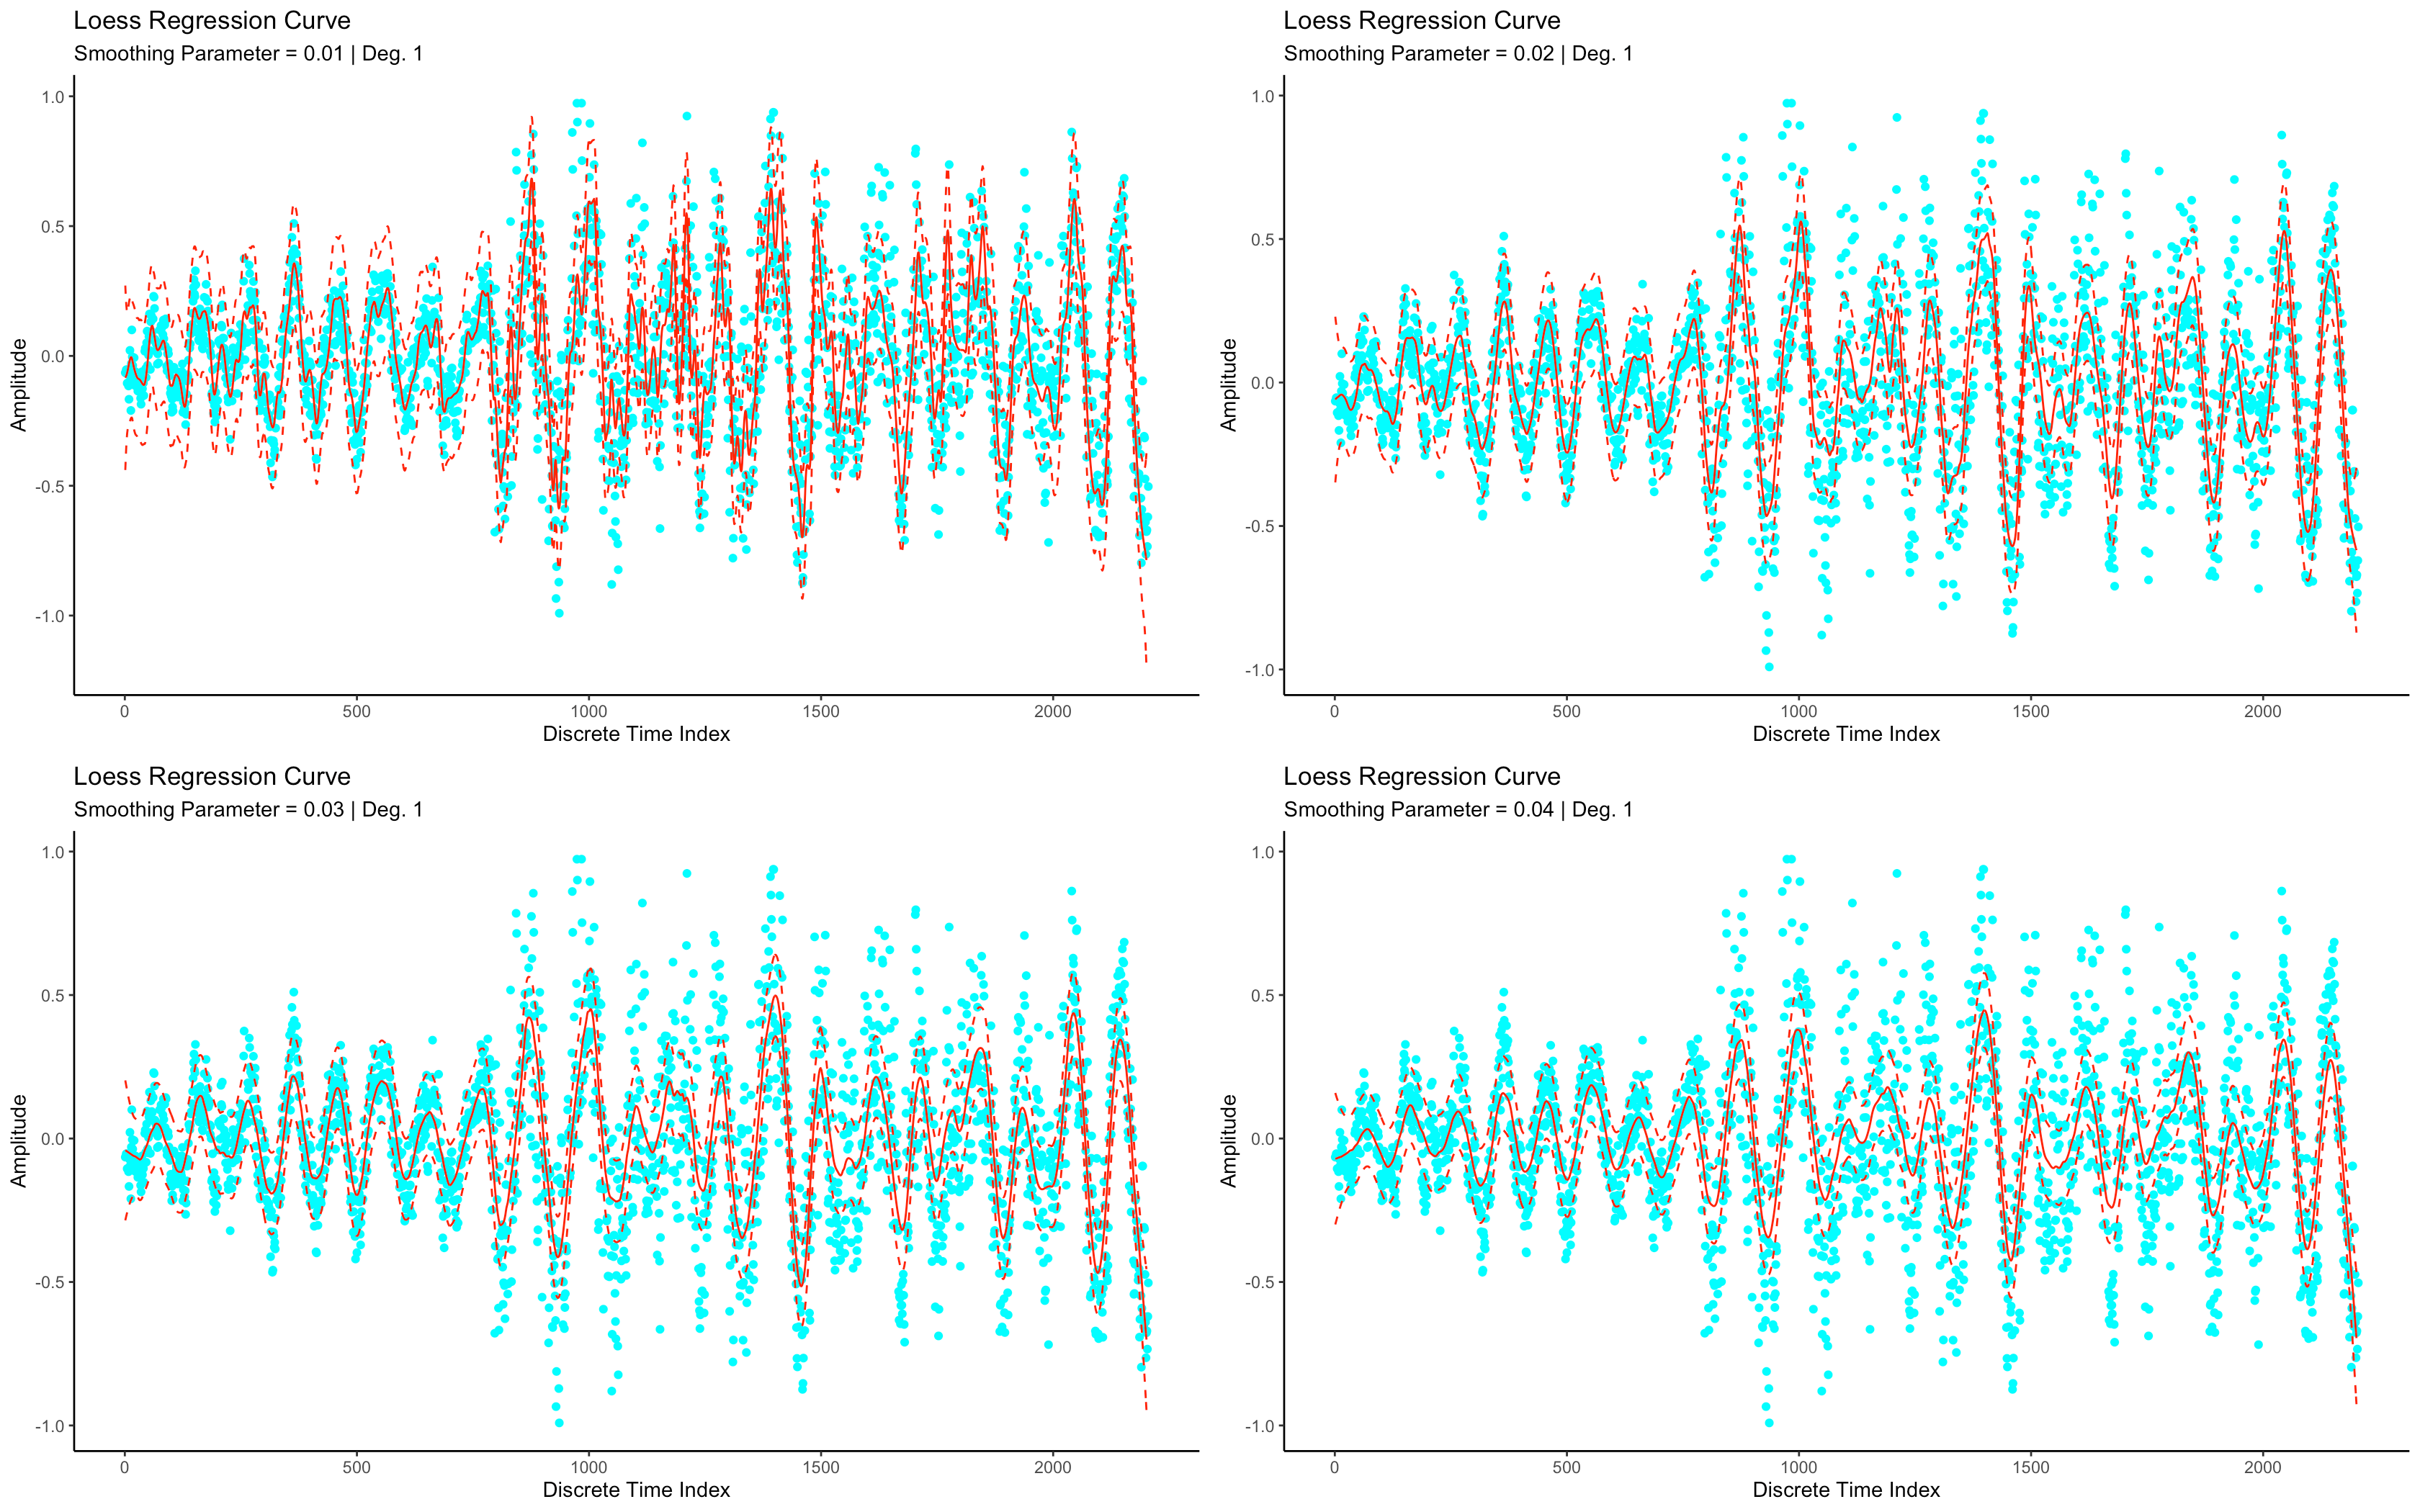 Loess Regression Curve
Smoothing Parameter = 0.01 | Deg. 1
1.0
0.5
0.0
-0.5
-1.0
Amplitude
0 500 1000 1500 2000
Discrete Time Index
Loess Regression Curve
Smoothing Parameter = 0.02 | Deg. 1
1.0
0.5
0.0
-0.5
-1.0
Amplitude
0 500 1000 1500 2000
Discrete Time Index
Loess Regression Curve
Smoothing Parameter = 0.03 | Deg. 1
1.0
0.5
0.0
-0.5
-1.0
Amplitude
0 500 1000 1500 2000
Discrete Time Index
Loess Regression Curve
Smoothing Parameter = 0.04 | Deg. 1
1.0
0.5
0.0
-0.5
-1.0
Amplitude
0 500 1000 1500 2000
Discrete Time Index